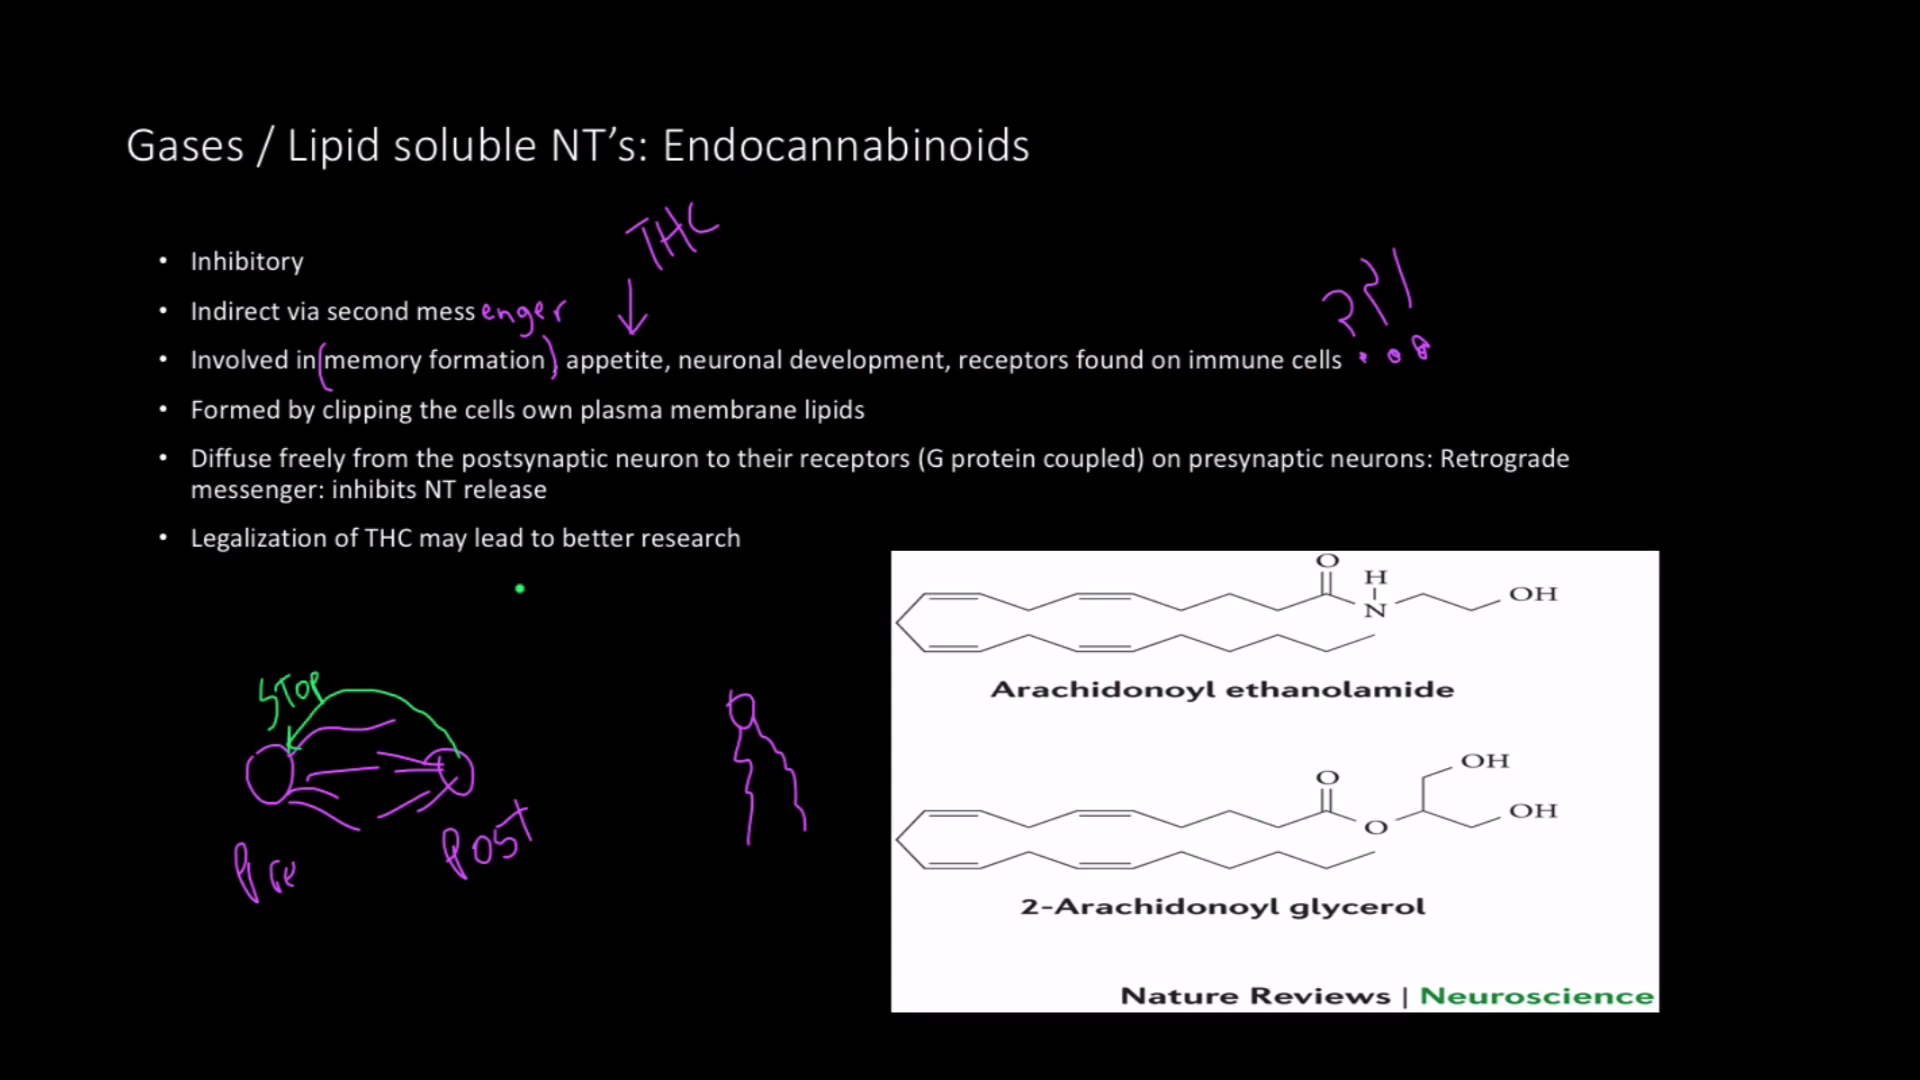 Gases / Lipid soluble NT’s: Endocannabinoids
THC
• Inhibitory
• Indirect via second messenger
??!
• Involved in (memory formation), appetite, neuronal development, receptors found on immune cells
• Formed by clipping the cells own plasma membrane lipids
• Diffuse freely from the postsynaptic neuron to their receptors (G protein coupled) on presynaptic neurons: Retrograde
messenger: inhibits NT release
• Legalization of THC may lead to better research
STOP
Pre
Post
O
H
N
OH
Arachidonoyl ethanolamide
OH
O
OH
O
2-Arachidonoyl glycerol
Nature Reviews | Neuroscience